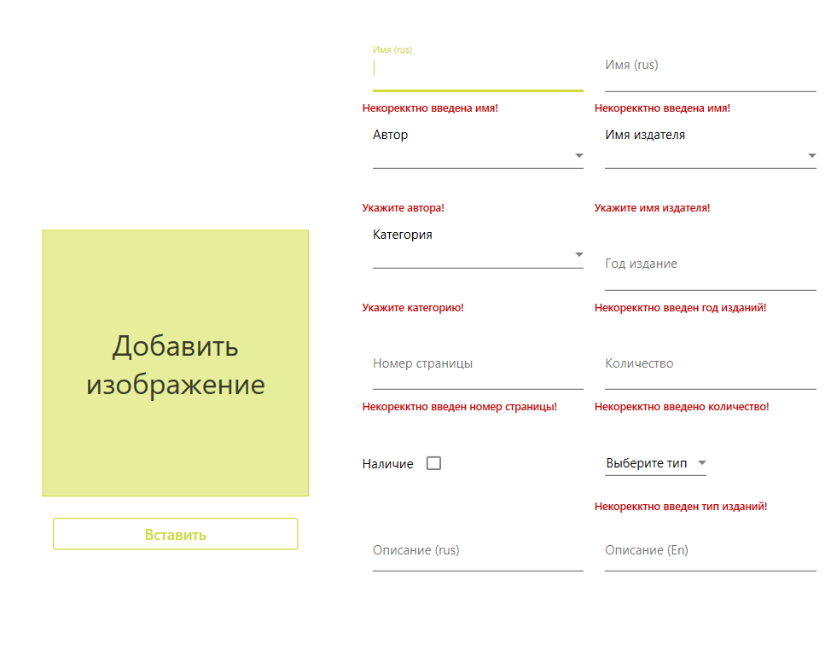 Имя (rus)
Имя (rus)
Некорекктно введена имя!
Некорекктно введена имя!
Автор
Имя издателя
Укажите автора!
Укажите имя издателя!
Категория
Год издание
Укажите категорию!
Некорекктно введен год изданий!
Добавить
изображение
Номер страницы
Количество
Некорекктно введен номер страницы!
Некорекктно введено количество!
Наличие
Выберите тип
Некорекктно введен тип изданий!
Вставить
Описание (rus)
Описание (En)